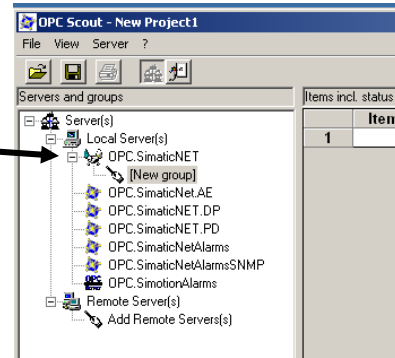 OPC Scout - New Project1
File View Server ?
Servers and groups
Items incl. status
Server(s)
Item
1
Local Server(s)
OPC.SimaticNET
[New group]
OPC.SimaticNet.AE
OPC.SimaticNET.DP
OPC.SimaticNET.PD
OPC.SimaticNetAlarms
OPC.SimaticNetAlarmsSNMP
OPC.SimotionAlarms
Remote Server(s)
Add Remote Servers(s)